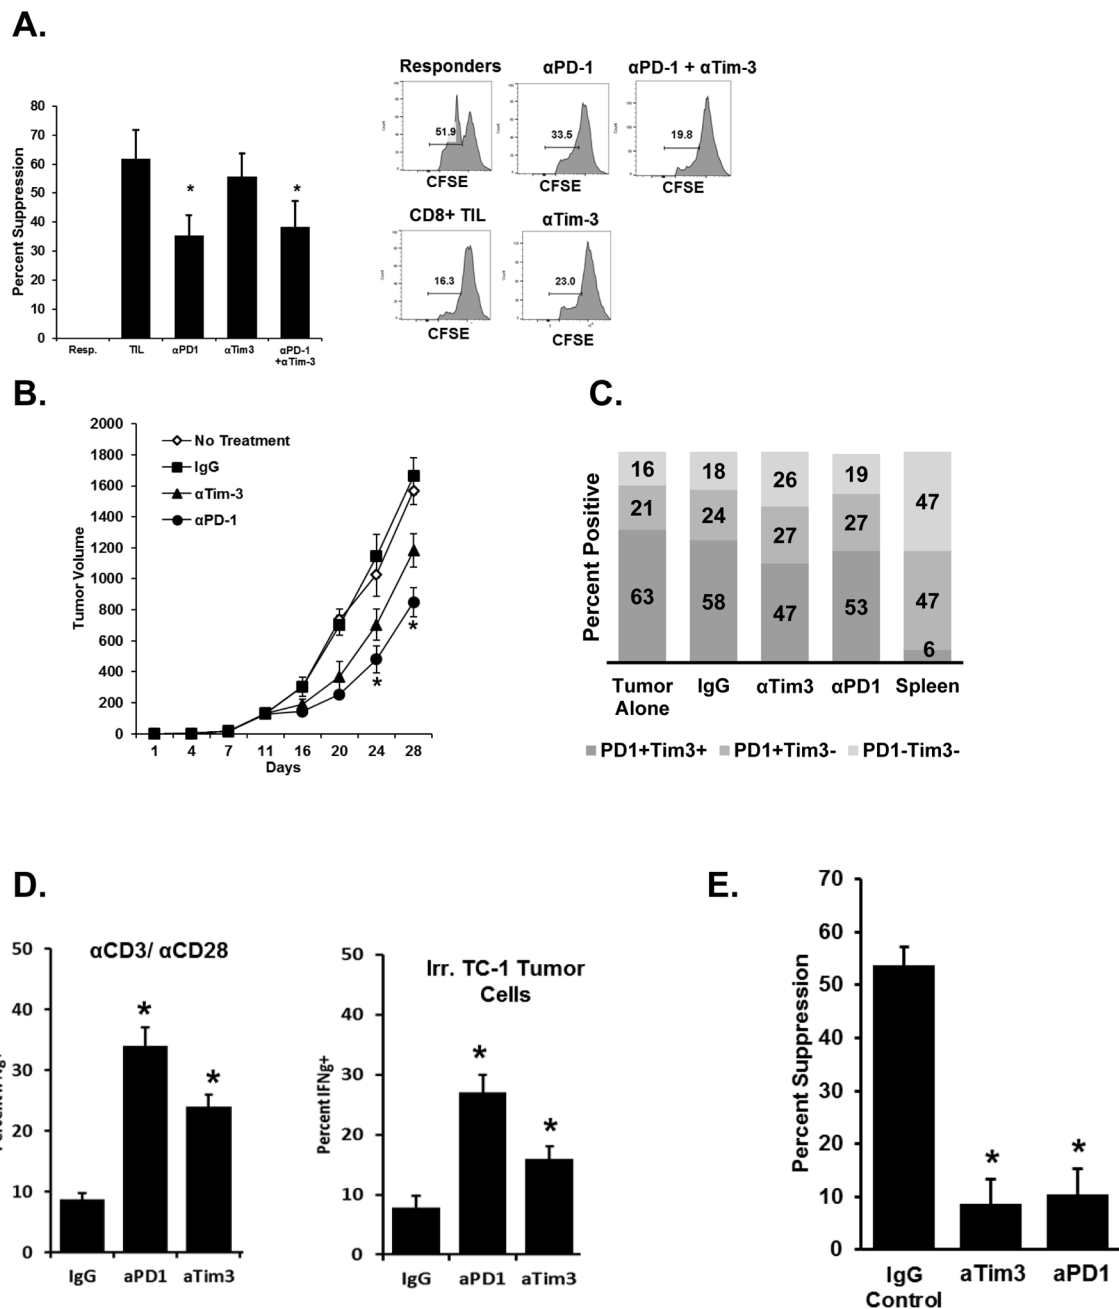 A.
80
70
60
50
40
30
20
10
0
Percent Suppression
Resp.
TIL
αPD1
αTim3
αPD-1
+αTim-3
Responders
αPD-1
αPD-1 + αTim-3
51.9
33.5
19.8
CFSE
CFSE
CFSE
CD8+ TIL
αTim-3
16.3
23.0
CFSE
CFSE
B.
2000
1800
1600
1400
1200
1000
800
600
400
200
0
Tumor Volume
No Treatment
IgG
αTim-3
αPD-1
*
*
1 4 7 11 16 20 24 28
Days
C.
Percent Positive
16 18 26 19 47
21 24 27 27 47
63 58 47 53 6
Tumor
Alone
IgG
αTim3
αPD1
Spleen
PD1+Tim3+ PD1+Tim3- PD1-Tim3-
D.
αCD3/ αCD28
50
40
30
20
10
0
*
*
IgG aPD1 aTim3
Irr. TC-1 Tumor
Cells
Percent IFNg+
50
40
30
20
10
0
*
*
IgG aPD1 aTim3
E.
70
60
50
40
30
20
10
0
Percent Suppression
*
*
IgG
Control
aTim3
aPD1